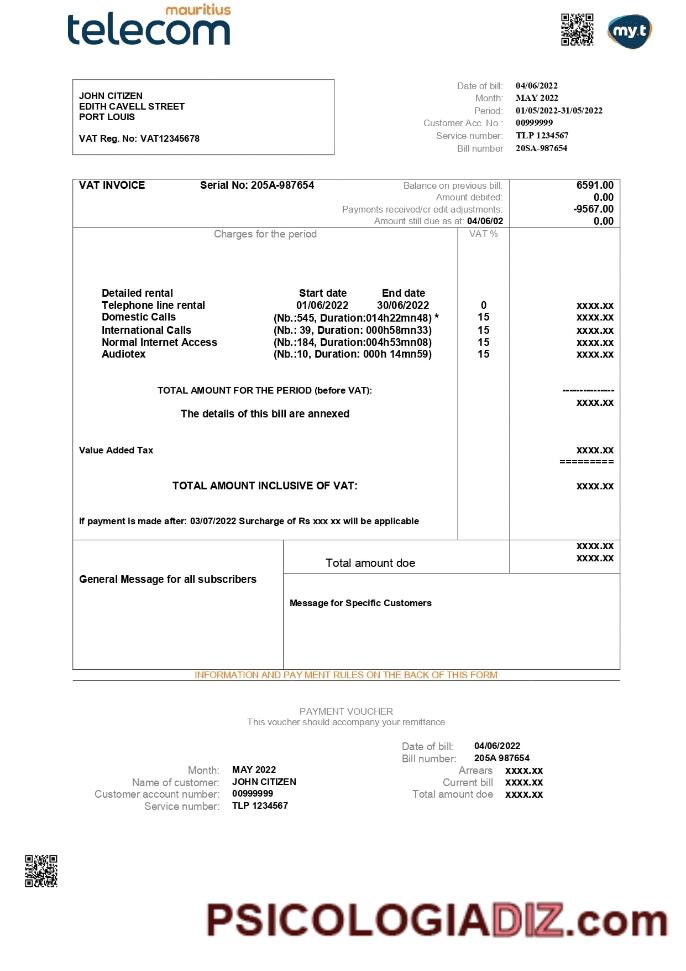 mauritius
telecom
my.t
JOHN CITIZEN
EDITH CAVELL STREET
PORT LOUIS
VAT Reg. No: VAT12345678
Date of bill: 04/06/2022
Month: MAY 2022
Period: 01/05/2022-31/05/2022
Customer Acc. No.: 00999999
Service number: TLP 1234567
Bill number 20SA-987654
VAT INVOICE Serial No: 205A-987654 Balance on previous bill: 6591.00
Amount debited: 0.00
Payments received/cr edit adjustments: -9567.00
Amount still due as at: 04/06/02 0.00
Charges for the period VAT %
Detailed rental Start date End date
Telephone line rental 01/06/2022 30/06/2022 0 xxxx.xx
Domestic Calls (Nb.:545, Duration:014h22mn48) * 15 xxxx.xx
International Calls (Nb.: 39, Duration: 000h58mn33) 15 xxxx.xx
Normal Internet Access (Nb.:184, Duration:004h53mn08) 15 xxxx.xx
Audiotex (Nb.:10, Duration: 000h 14mn59) 15 xxxx.xx
TOTAL AMOUNT FOR THE PERIOD (before VAT): ---------------
xxxx.xx
The details of this bill are annexed
Value Added Tax xxxx.xx
=========
TOTAL AMOUNT INCLUSIVE OF VAT: xxxx.xx
If payment is made after: 03/07/2022 Surcharge of Rs xxx xx will be applicable
xxxx.xx
Total amount doe xxxx.xx
General Message for all subscribers
Message for Specific Customers
INFORMATION AND PAY MENT RULES ON THE BACK OF THIS FORM
PAYMENT VOUCHER
This voucher should accompany your remittance
Date of bill: 04/06/2022
Bill number: 205A 987654
Month: MAY 2022 Arrears xxxx.xx
Name of customer: JOHN CITIZEN Current bill xxxx.xx
Customer account number: 00999999 Total amount doe xxxx.xx
Service number: TLP 1234567
PSICOLOGIADIZ.com